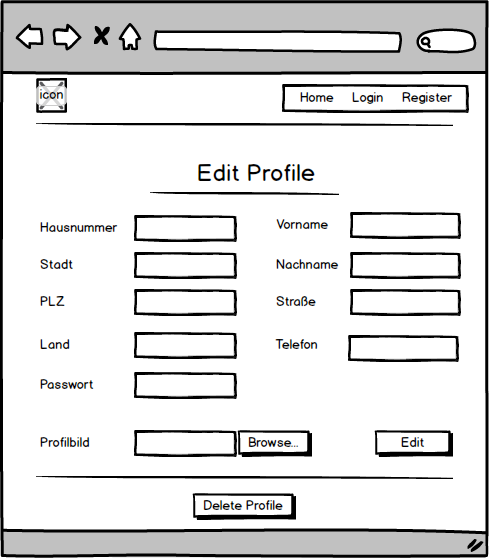 icon
Home Login Register
Edit Profile
Hausnummer Vorname
Stadt Nachname
PLZ Straße
Land Telefon
Passwort
Profilbild Browse... Edit
Delete Profile